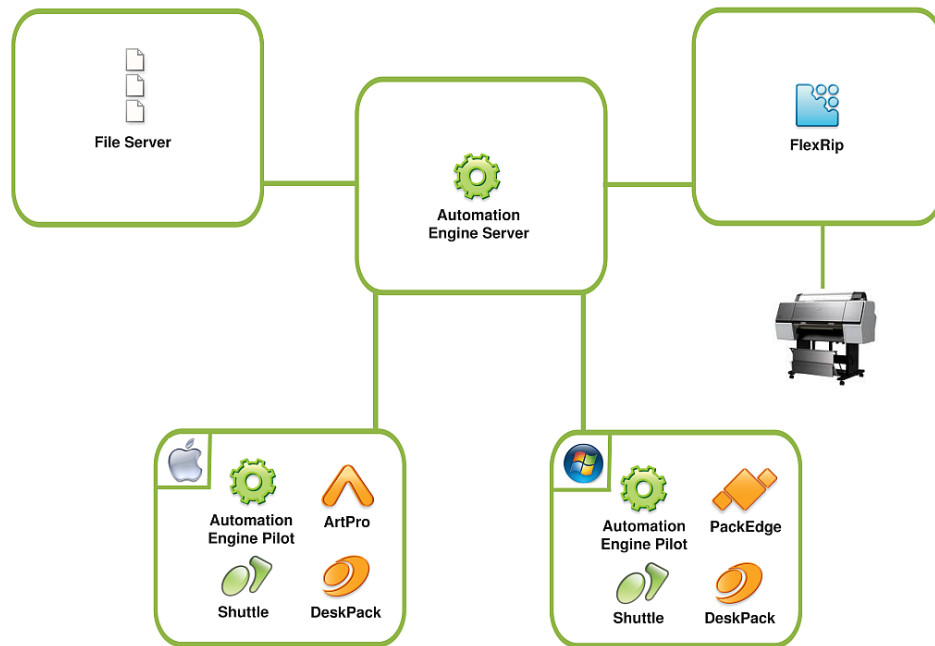 File Server
FlexRip
Automation
Engine Server
Automation
Engine Pilot
ArtPro
Shuttle
DeskPack
Automation
Engine Pilot
PackEdge
Shuttle
DeskPack